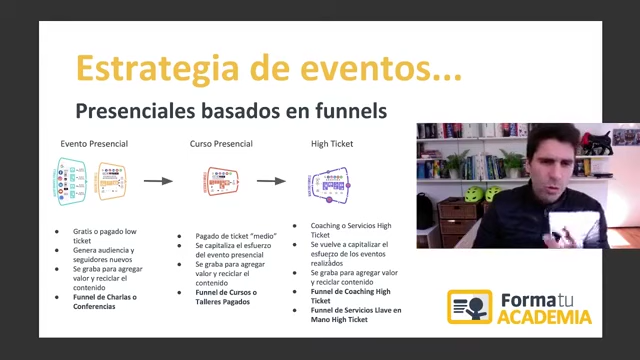 Estrategia de eventos...
Presenciales basados en funnels
Evento Presencial
Curso Presencial
High Ticket
Gratis o pagado low
ticket
Genera audiencia y
seguidores nuevos
Se graba para agregar
valor y reciclar el
contenido
Funnel de Charlas o
Conferencias
Pagado de ticket "medio"
Se capitaliza el esfuerzo
del evento presencial
Se graba para agregar
valor y reciclar el
contenido
Funnel de Cursos o
Talleres Pagados
Coaching o Servicios High
Ticket
Se vuelve a capitalizar el
esfuerzo de los eventos
realizados
Se graba para agregar valor
y reciclar contenido
Funnel de Coaching High
Ticket
Funnel de Servicios Llave en
Mano High Ticket
Formatu
ACADEMIA